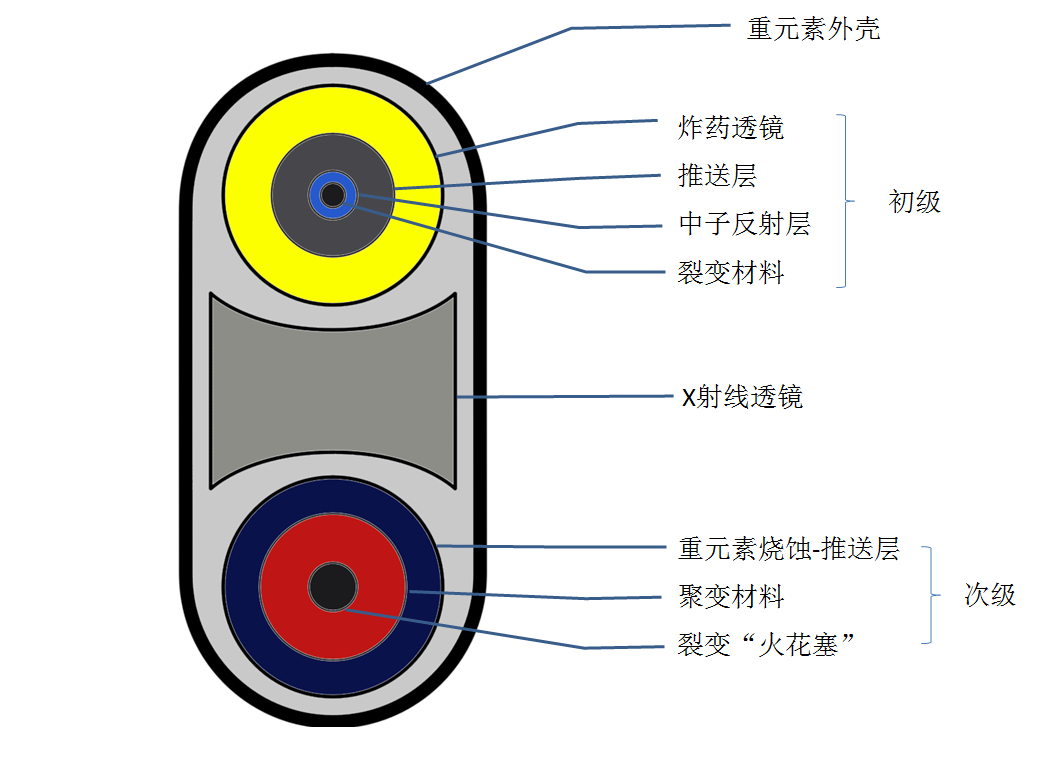 重元素外壳
炸药透镜
推送层
中子反射层
裂变材料
初级
X射线透镜
重元素烧蚀-推送层
聚变材料
裂变“火花塞”
次级